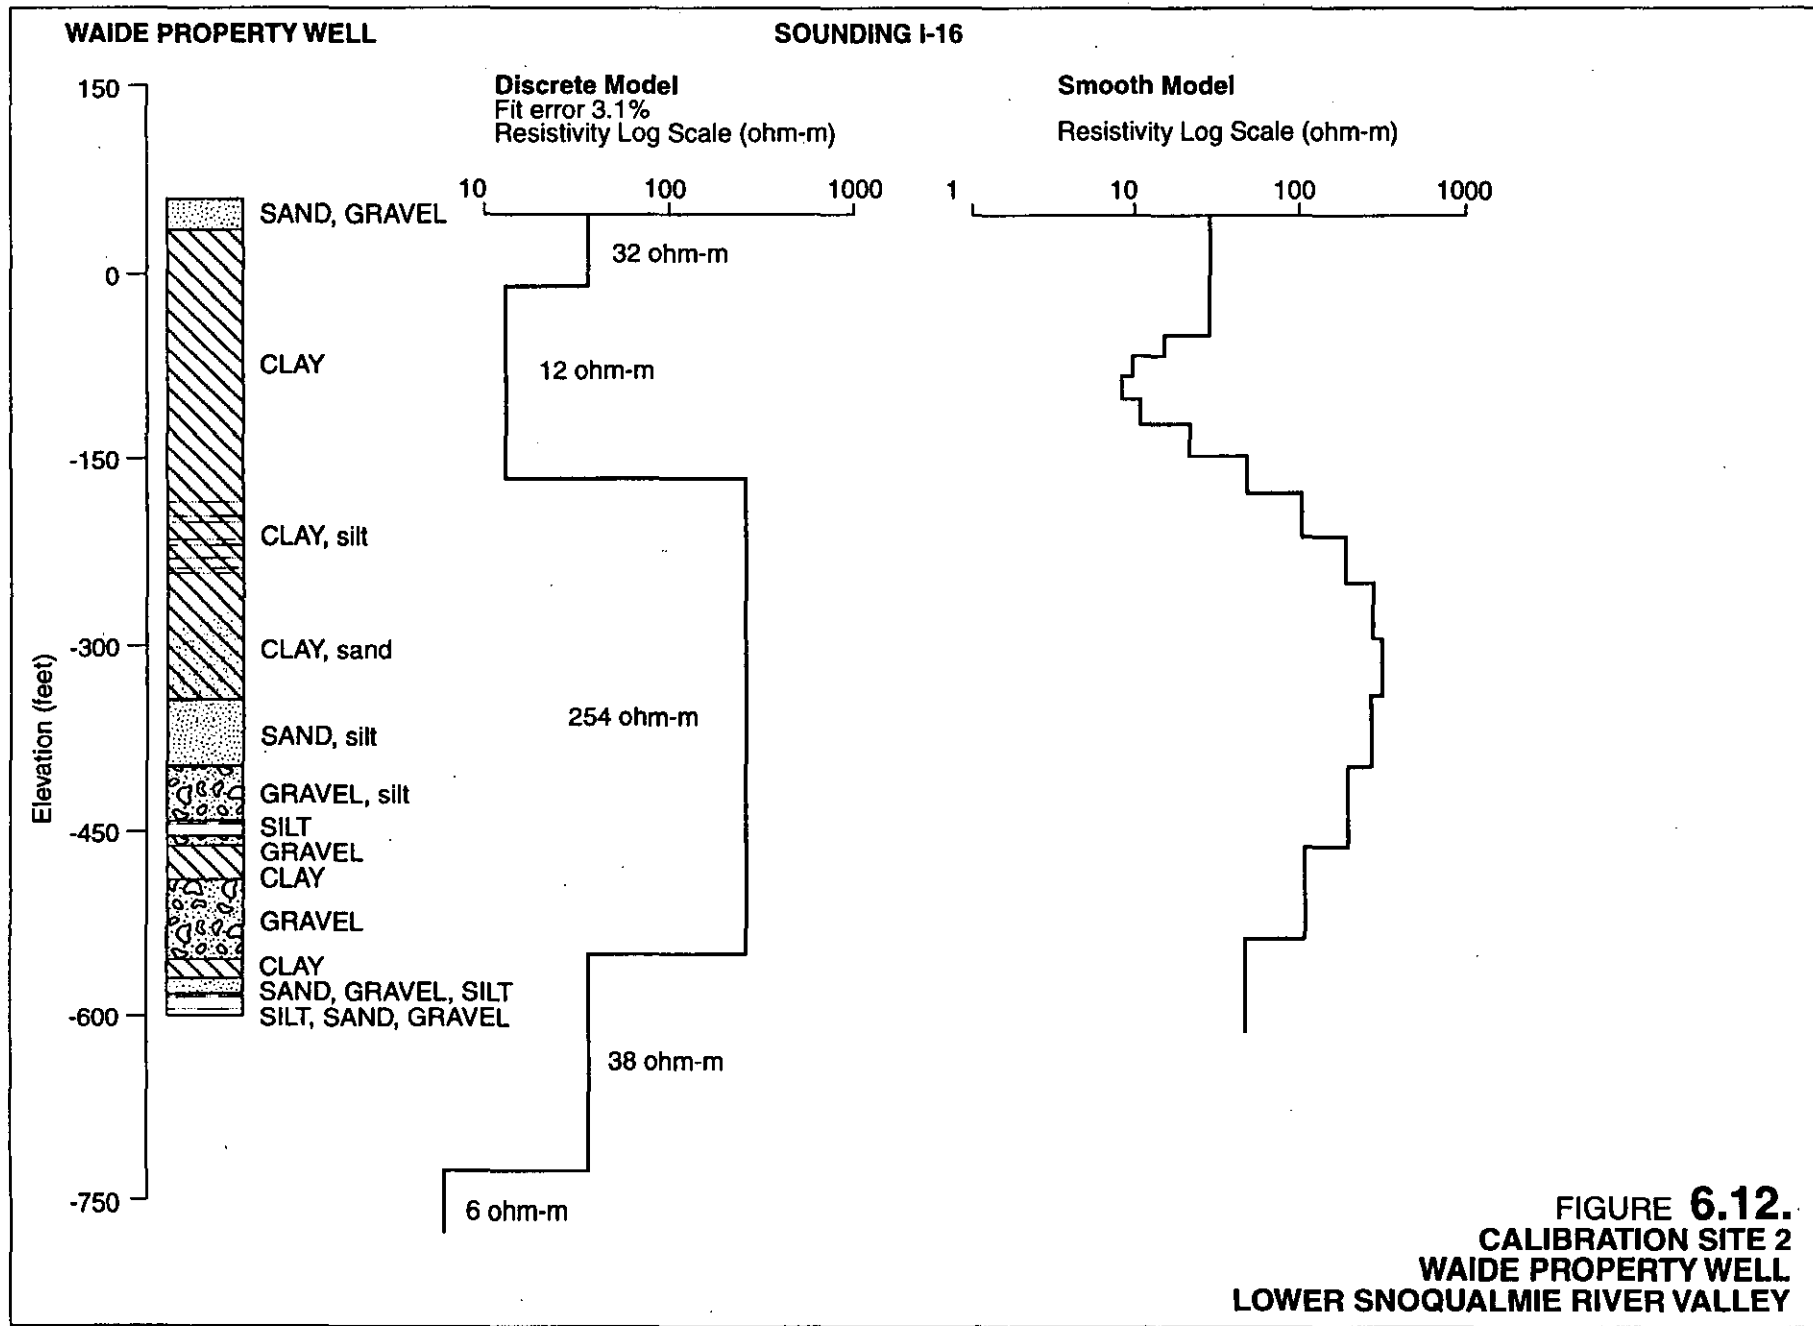 WAIDE PROPERTY WELL
SOUNDING I-16
Discrete Model
Fit error 3.1%
Resistivity Log Scale (ohm-m)
Smooth Model
Resistivity Log Scale (ohm-m)
150
0
-150
-300
-450
-600
-750
Elevation (feet)
SAND, GRAVEL
CLAY
CLAY, silt
CLAY, sand
SAND, silt
GRAVEL, silt
SILT
GRAVEL
CLAY
GRAVEL
CLAY
SAND, GRAVEL, SILT
SILT, SAND, GRAVEL
10 100 1000
32 ohm-m
12 ohm-m
254 ohm-m
38 ohm-m
6 ohm-m
1 10 100 1000
FIGURE 6.12.
CALIBRATION SITE 2
WAIDE PROPERTY WELL
LOWER SNOQUALMIE RIVER VALLEY